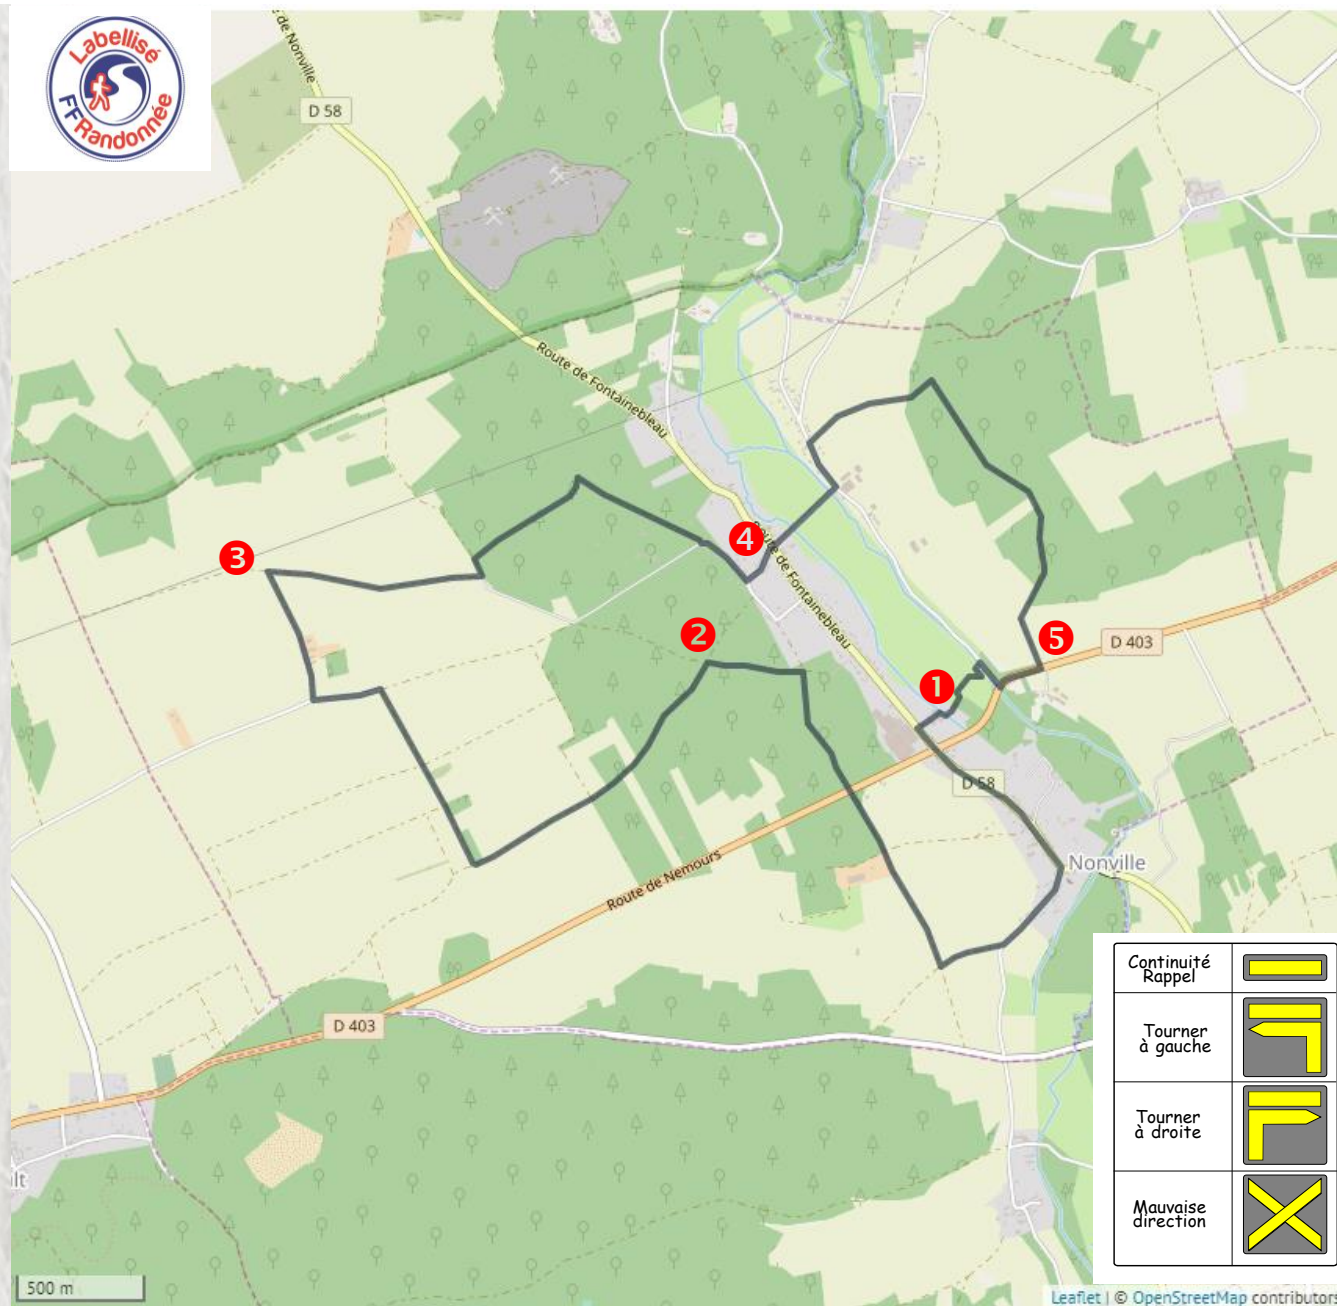 Labellisé
FFRandonnée
de Nonville
D 58
Route de Fontainebleau
3
4
Route de Fontainebleau
2
5
D 403
1
D 58
Nonville
Route de Nemours
D 403
lt
Continuité
Rappel
Tourner
à gauche
Tourner
à droite
Mauvaise
direction
500 m
Leaflet | © OpenStreetMap contributors